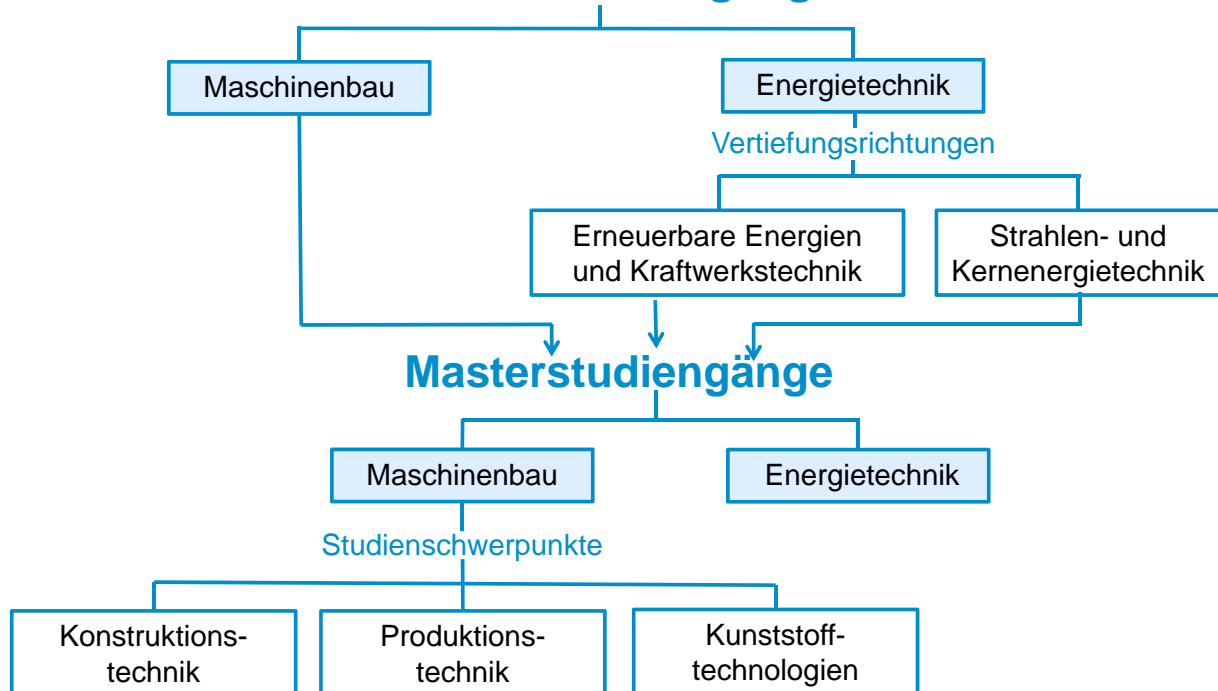 Maschinenbau
Energietechnik
Vertiefungsrichtungen
Erneuerbare Energien
und Kraftwerkstechnik
Strahlen- und
Kernenergietechnik
Masterstudiengänge
Maschinenbau
Energietechnik
Studienschwerpunkte
Konstruktions-
technik
Produktions-
technik
Kunststoff-
technologien